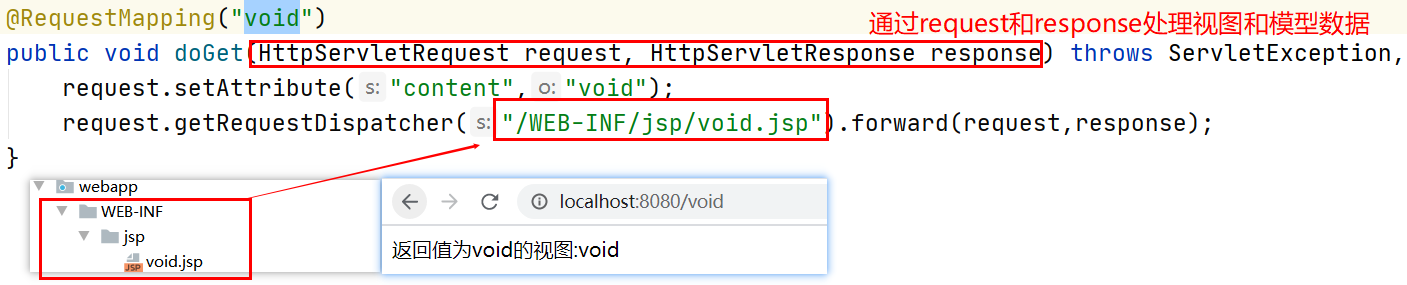 @RequestMapping("void")
通过request和response处理视图和模型数据
public void doGet(HttpServletRequest request, HttpServletResponse response) throws ServletException,
request.setAttribute( s: "content", o: "void");
request.getRequestDispatcher( s: "/WEB-INF/jsp/void.jsp").forward(request,response);
}
webapp
WEB-INF
jsp
JSP void.jsp
localhost:8080/void
返回值为void的视图:void